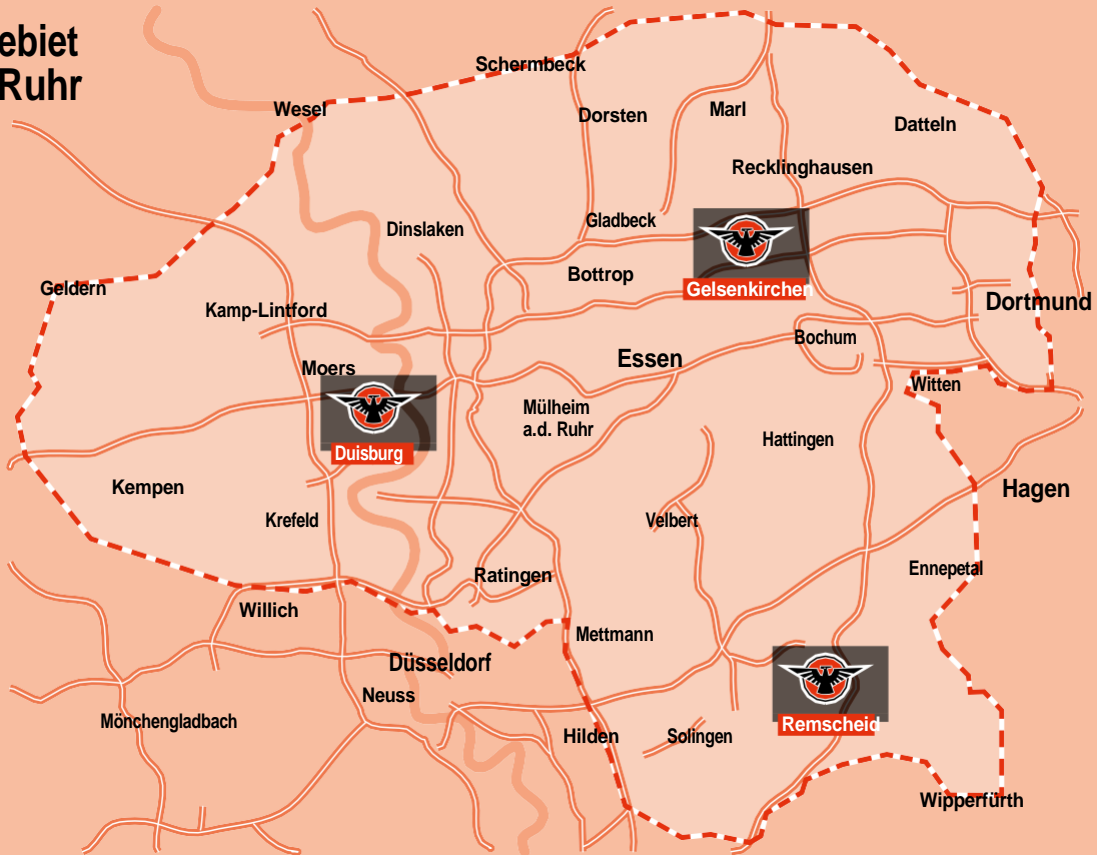 ebiet
Ruhr
Schermbeck
Wesel
Dorsten
Marl
Datteln
Recklinghausen
Gladbeck
Dinslaken
Bottrop
Geldern
Gelsenkirchen
Dortmund
Kamp-Lintford
Bochum
Essen
Moers
Witten
Mülheim
a.d. Ruhr
Hattingen
Duisburg
Kempen
Hagen
Krefeld
Velbert
Ennepetal
Ratingen
Willich
Mettmann
Düsseldorf
Neuss
Mönchengladbach
Remscheid
Hilden
Solingen
Wipperfürth